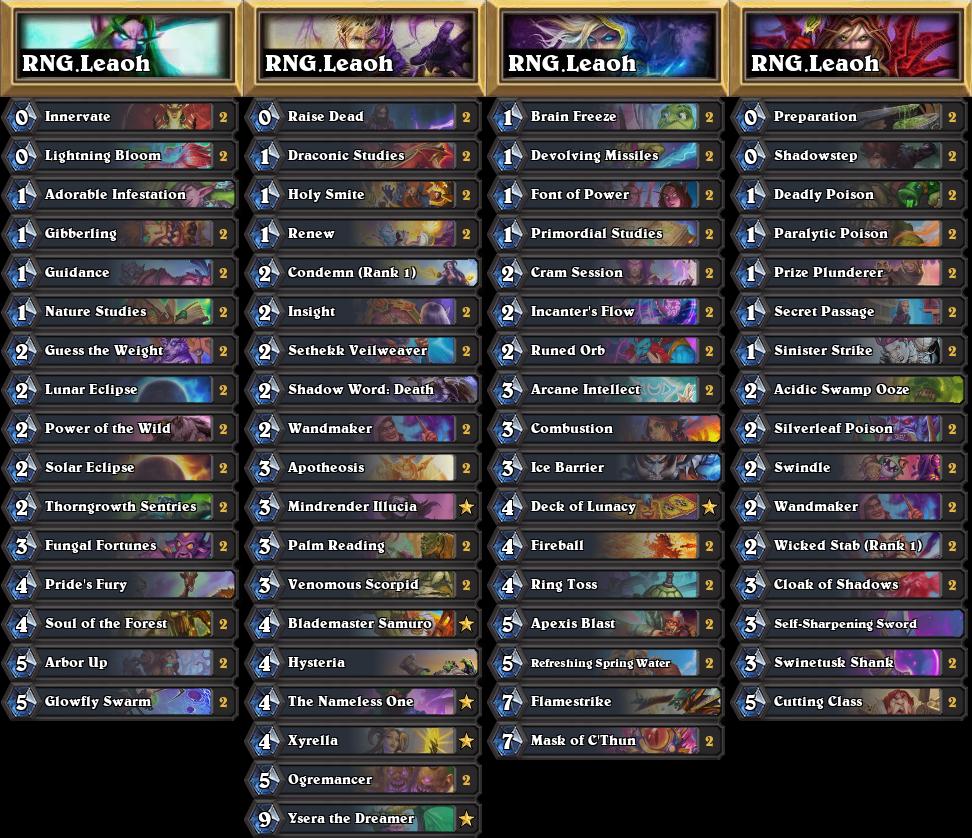 RNG.Leaoh
0 Innervate 2
0 Lightning Bloom 2
1 Adorable Infestation
1 Gibberling 2
1 Guidance 2
1 Nature Studies 2
2 Guess the Weight 2
2 Lunar Eclipse 2
2 Power of the Wild 2
2 Solar Eclipse 2
2 Thorngrowth Sentries 2
3 Fungal Fortunes 2
4 Pride's Fury
4 Soul of the Forest 2
5 Arbor Up 2
5 Glowfly Swarm 2
RNG.Leaoh
0 Raise Dead 2
1 Draconic Studies 2
1 Holy Smite 2
1 Renew 2
2 Condemn (Rank 1)
2 Insight 2
2 Sethekk Veilweaver 2
2 Shadow Word: Death
2 Wandmaker 2
3 Apotheosis 2
3 Mindrender Illucia
3 Palm Reading 2
3 Venomous Scorpid 2
4 Blademaster Samuro
4 Hysteria
4 The Nameless One
4 Xyrella
5 Ogremancer 2
9 Ysera the Dreamer
RNG.Leaoh
1 Brain Freeze 2
1 Devolving Missiles 2
1 Font of Power 2
1 Primordial Studies 2
2 Cram Session 2
2 Incanter's Flow 2
2 Runed Orb 2
3 Arcane Intellect 2
3 Combustion
3 Ice Barrier
4 Deck of Lunacy
4 Fireball 2
4 Ring Toss 2
5 Apexis Blast 2
5 Refreshing Spring Water 2
7 Flamestrike
7 Mask of C'Thun 2
RNG.Leaoh
0 Preparation 2
0 Shadowstep 2
1 Deadly Poison 2
1 Paralytic Poison 2
1 Prize Plunderer 2
1 Secret Passage 2
1 Sinister Strike 2
2 Acidic Swamp Ooze
2 Silverleaf Poison 2
2 Swindle 2
2 Wandmaker 2
2 Wicked Stab (Rank 1) 2
3 Cloak of Shadows 2
3 Self-Sharpening Sword
3 Swinetusk Shank 2
5 Cutting Class 2